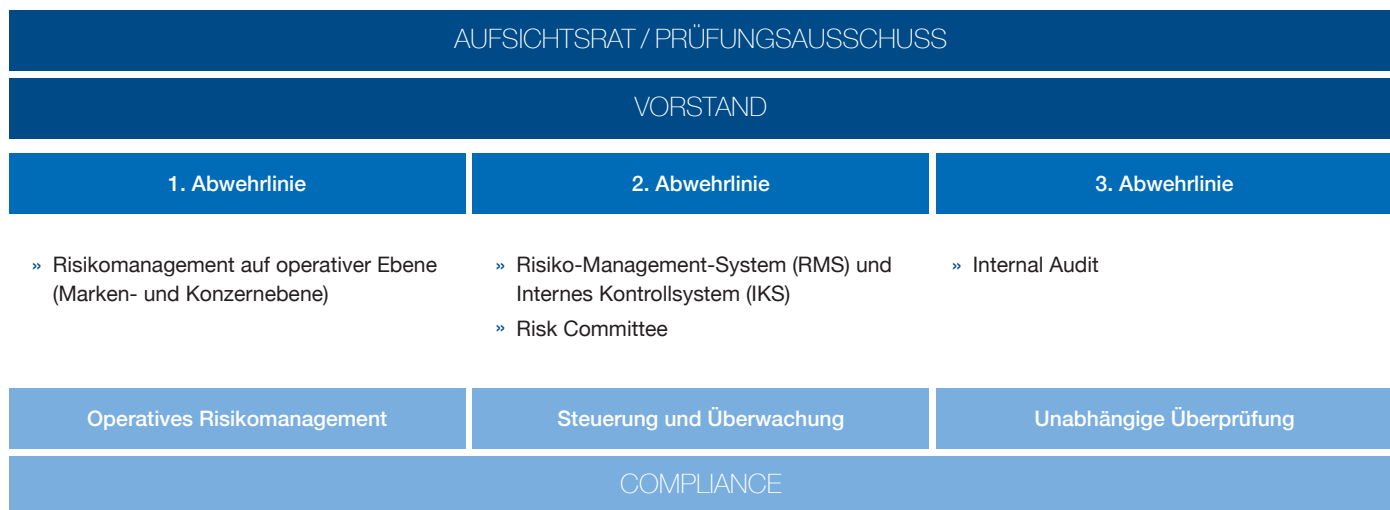 AUFSICHTSRAT / PRÜFUNGSAUSSCHUSS
VORSTAND
1. Abwehrlinie
2. Abwehrlinie
3. Abwehrlinie
» Risikomanagement auf operativer Ebene
(Marken- und Konzernebene)
» Risiko-Management-System (RMS) und
Internes Kontrollsystem (IKS)
» Risk Committee
» Internal Audit
Operatives Risikomanagement
Steuerung und Überwachung
Unabhängige Überprüfung
COMPLIANCE